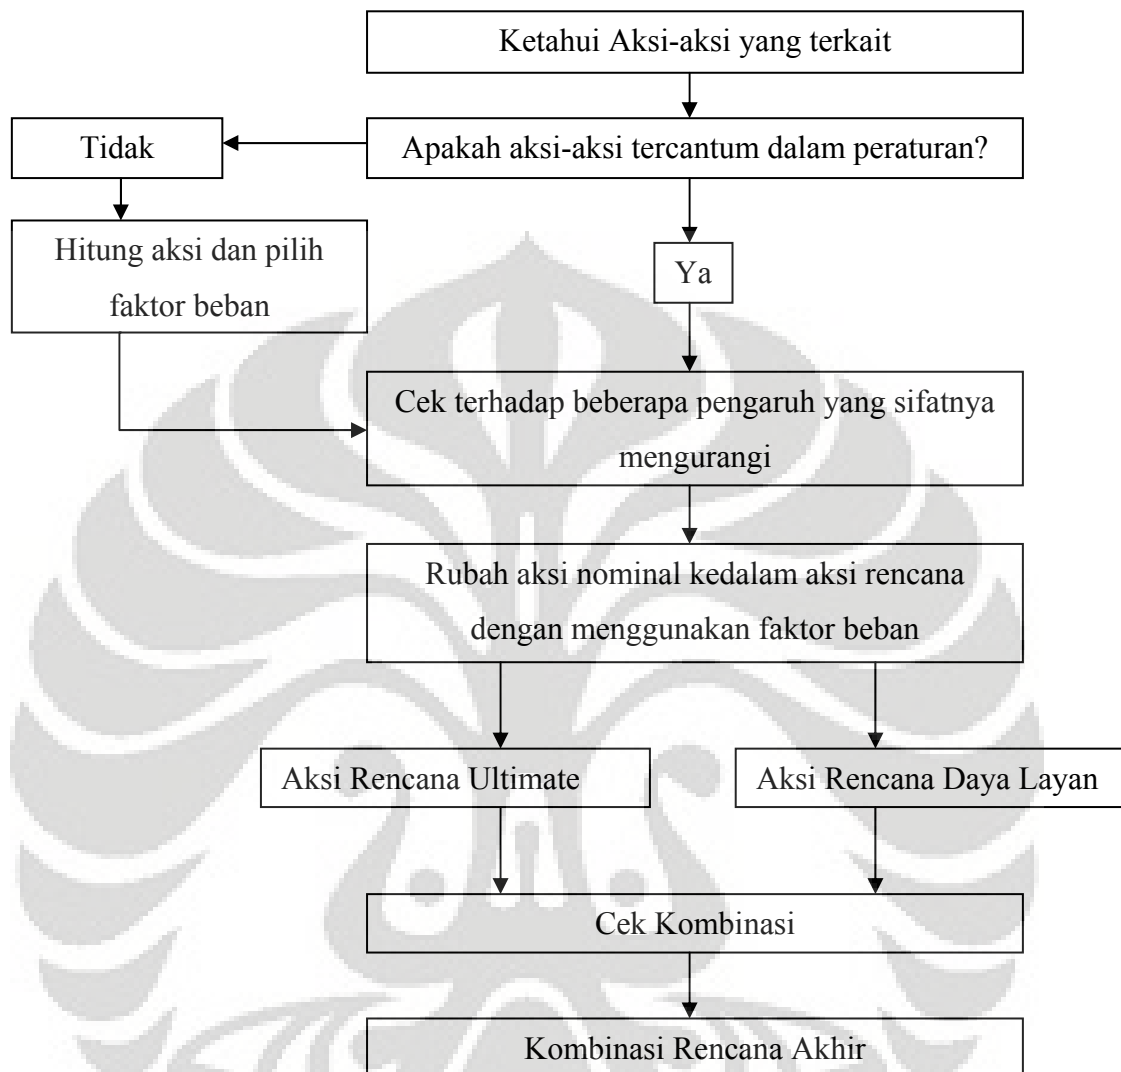 Ketahui Aksi-aksi yang terkait
Apakah aksi-aksi tercantum dalam peraturan?
Tidak
Hitung aksi dan pilih
faktor beban
Ya
Cek terhadap beberapa pengaruh yang sifatnya
mengurangi
Rubah aksi nominal kedalam aksi rencana
dengan menggunakan faktor beban
Aksi Rencana Ultimate
Aksi Rencana Daya Layan
Cek Kombinasi
Kombinasi Rencana Akhir